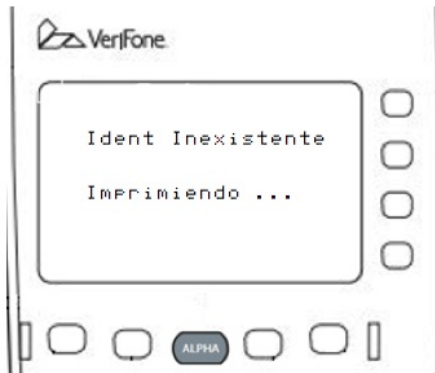 VeriFone
Ident Inexistente
Imprimiendo ...
ALPHA